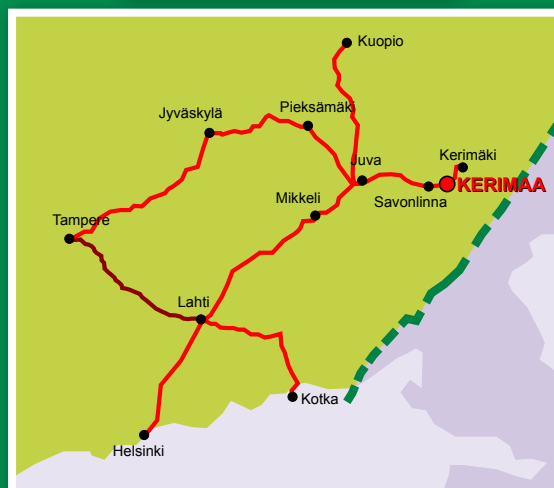 Kuopio
Pieksämäki
Jyväskylä
Juva
Kerimäki
KERIMAA
Savonlinna
Mikkeli
Tampere
Lahti
Kotka
Helsinki